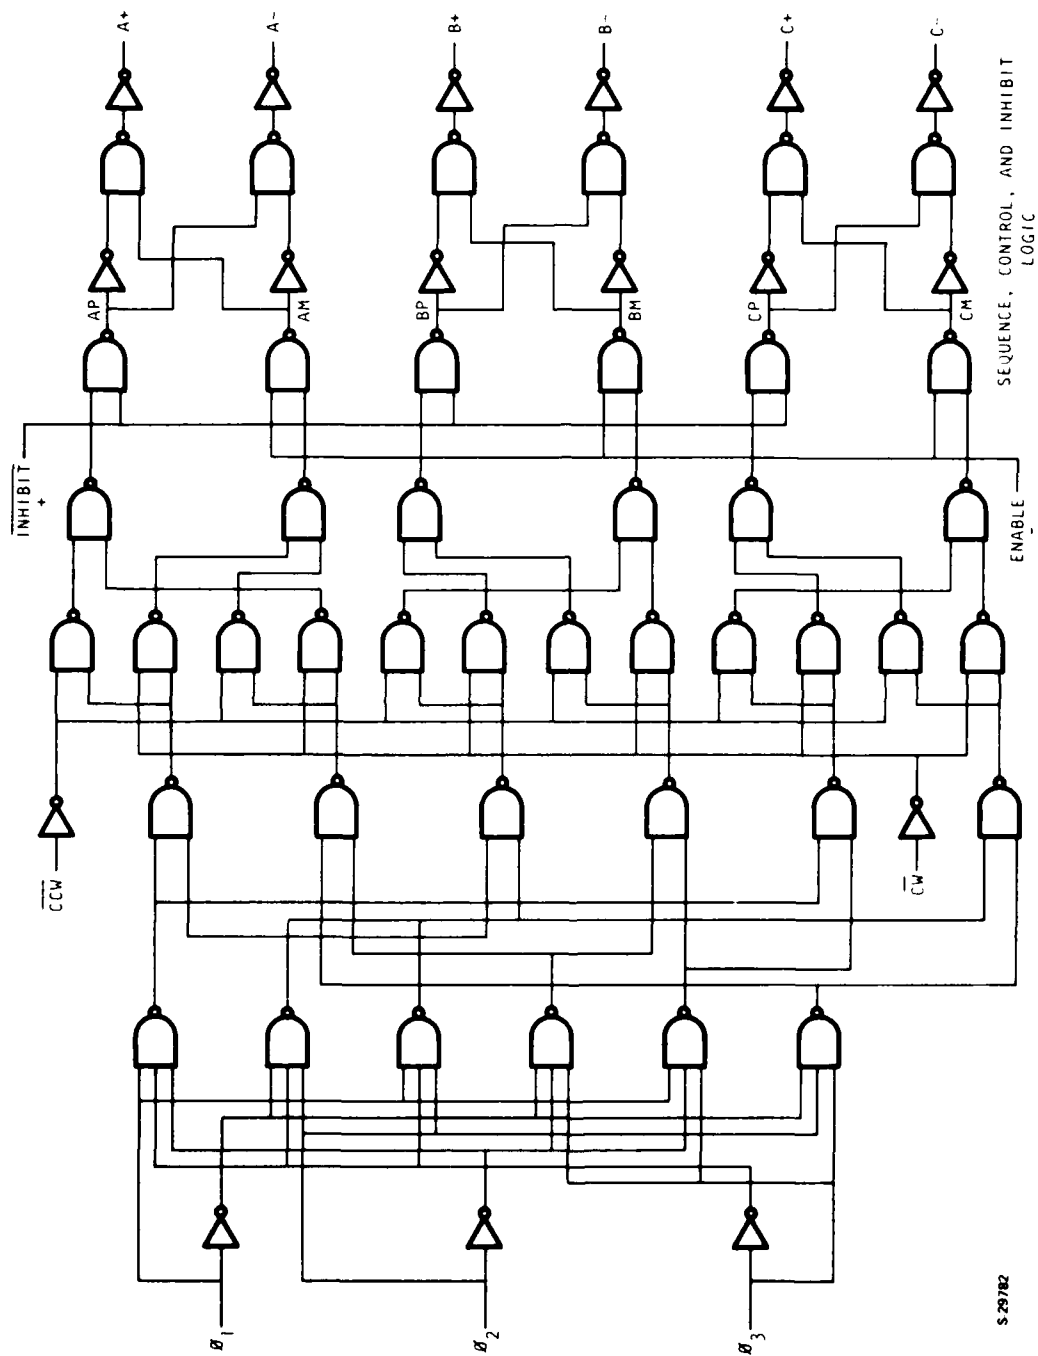 Ø1
Ø2
Ø3
CCW
CW
INHIBIT
+
ENABLE
-
AP
AM
BP
BM
CP
CM
A+
A-
B+
B-
C+
C-
SEQUENCE, CONTROL, AND INHIBIT
LOGIC
S-29782